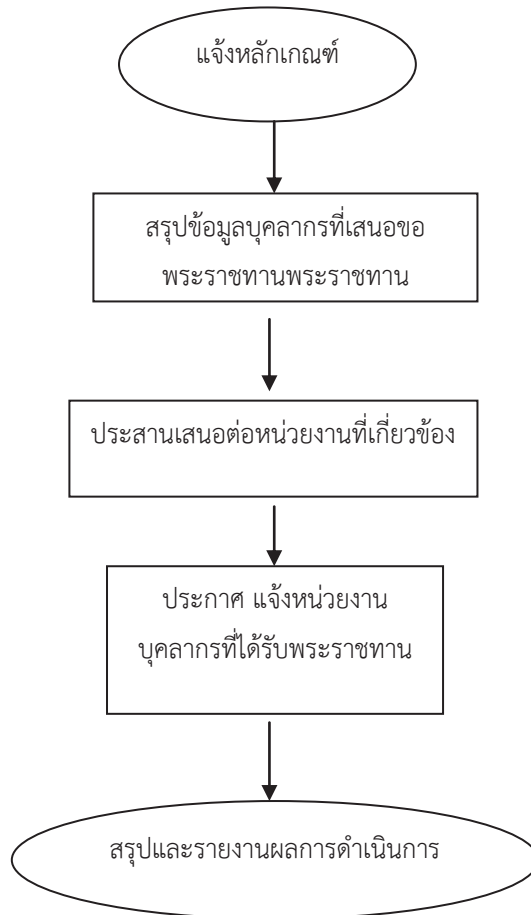 แจ้งหลักเกณฑ์
สรุปข้อมูลบุคลากรที่เสนอขอ
พระราชทานพระราชทาน
ประสานเสนอต่อหน่วยงานที่เกี่ยวข้อง
ประกาศ แจ้งหน่วยงาน
บุคลากรที่ได้รับพระราชทาน
สรุปและรายงานผลการดำเนินการ